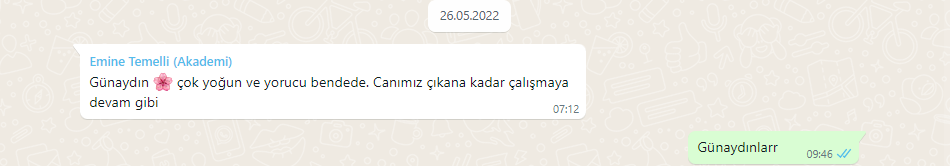 26.05.2022
Emine Temelli (Akademi)
Günaydın 🌸 çok yoğun ve yorucu bendede. Canımız çıkana kadar çalışmaya
devam gibi
07:12
Günaydınlarr
09:46